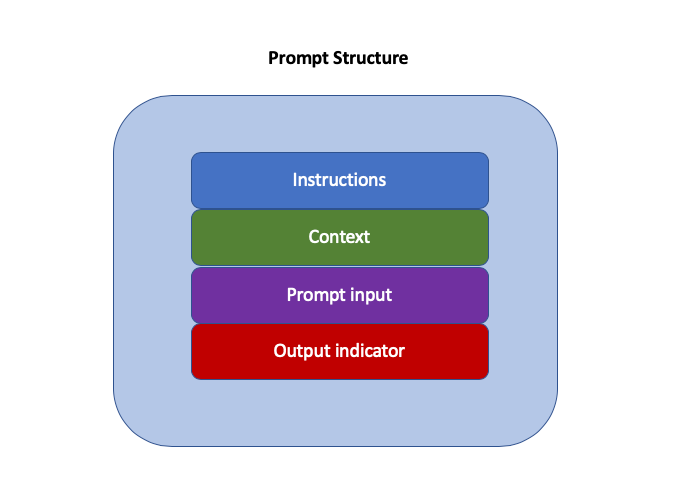 Prompt Structure
Instructions
Context
Prompt input
Output indicator